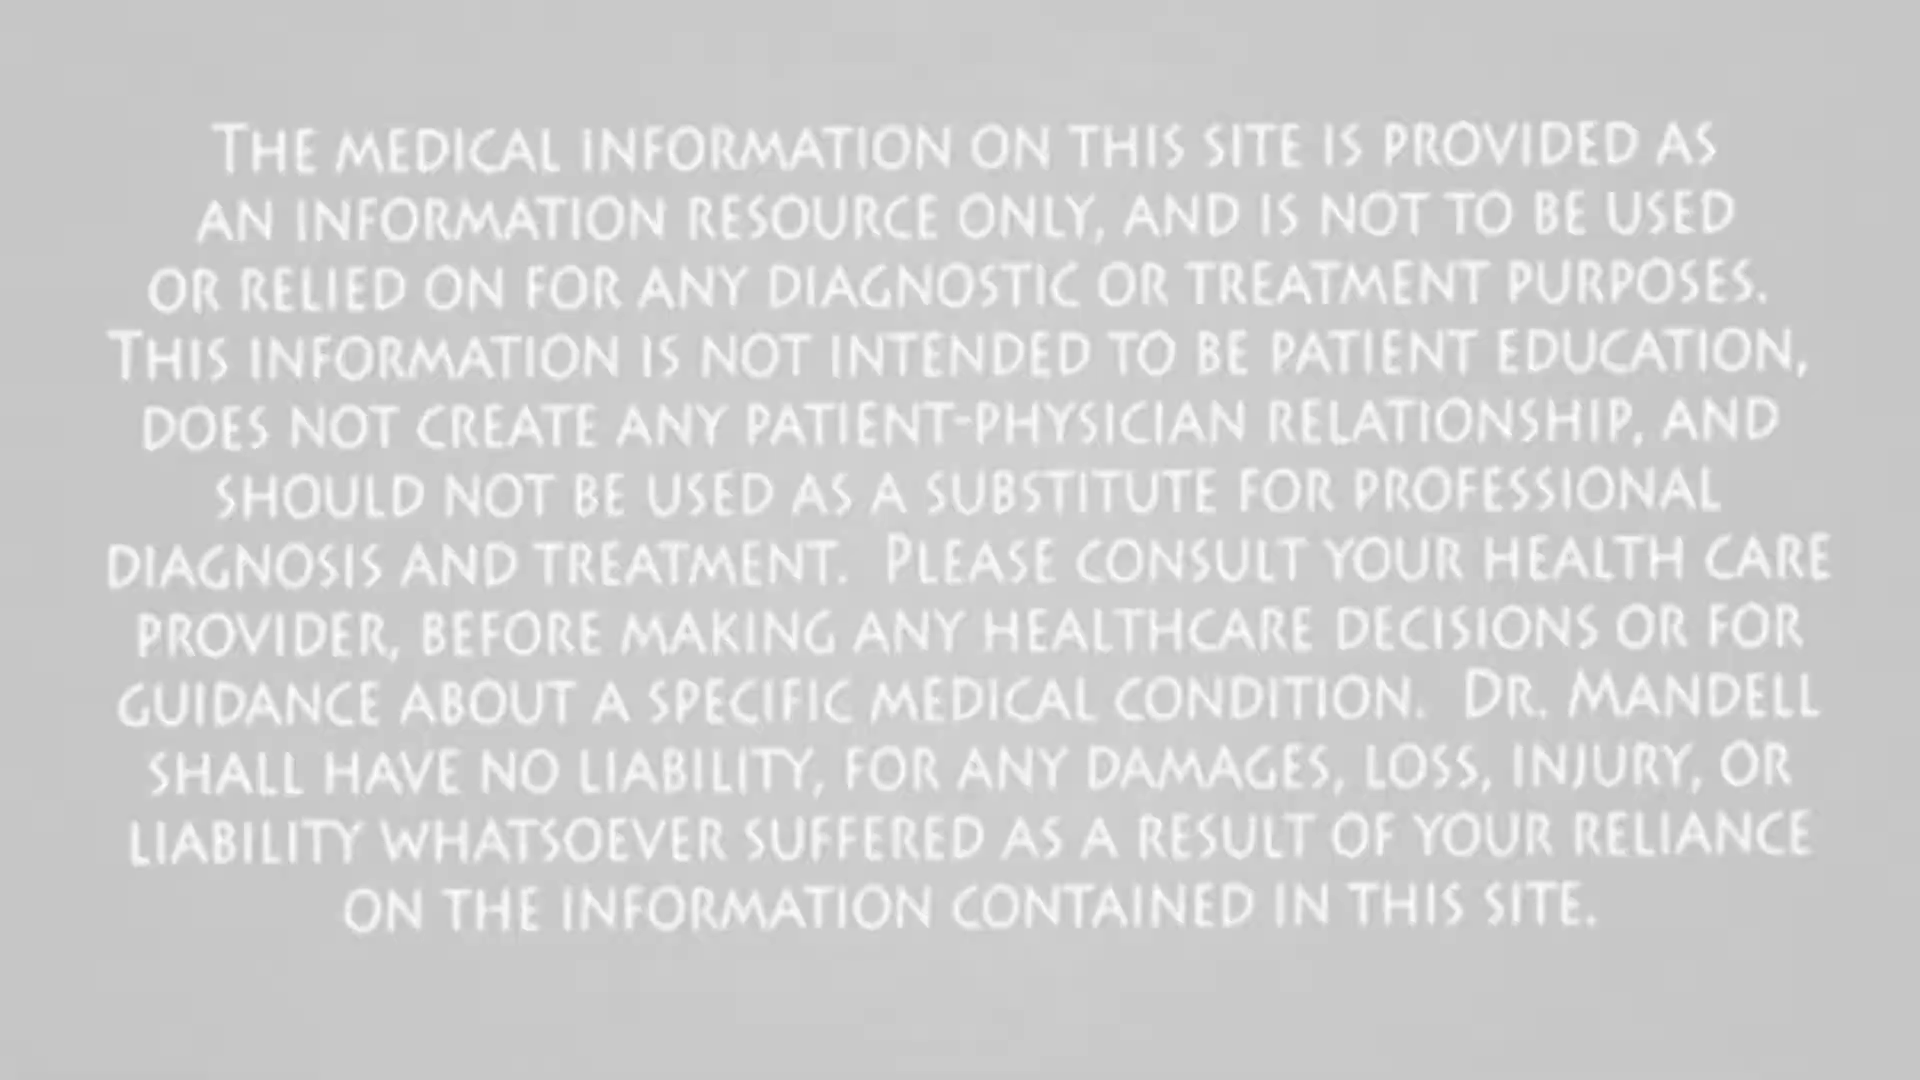 The medical information on this site is provided as
an information resource only, and is not to be used
or relied on for any diagnostic or treatment purposes.
This information is not intended to be patient education,
does not create any patient-physician relationship, and
should not be used as a substitute for professional
diagnosis and treatment.  Please consult your health care
provider, before making any healthcare decisions or for
guidance about a specific medical condition.  Dr. Mandell
shall have no liability, for any damages, loss, injury, or
liability whatsoever suffered as a result of your reliance
on the information contained in this site.